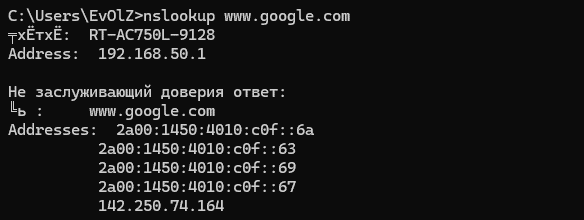 C:\Users\EvOlZ>nslookup www.google.com
╤хЁтхЁ:  RT-AC750L-9128
Address:  192.168.50.1

Не заслуживающий доверия ответ:
╚ь :     www.google.com
Addresses:  2a00:1450:4010:c0f::6a
          2a00:1450:4010:c0f::63
          2a00:1450:4010:c0f::69
          2a00:1450:4010:c0f::67
          142.250.74.164